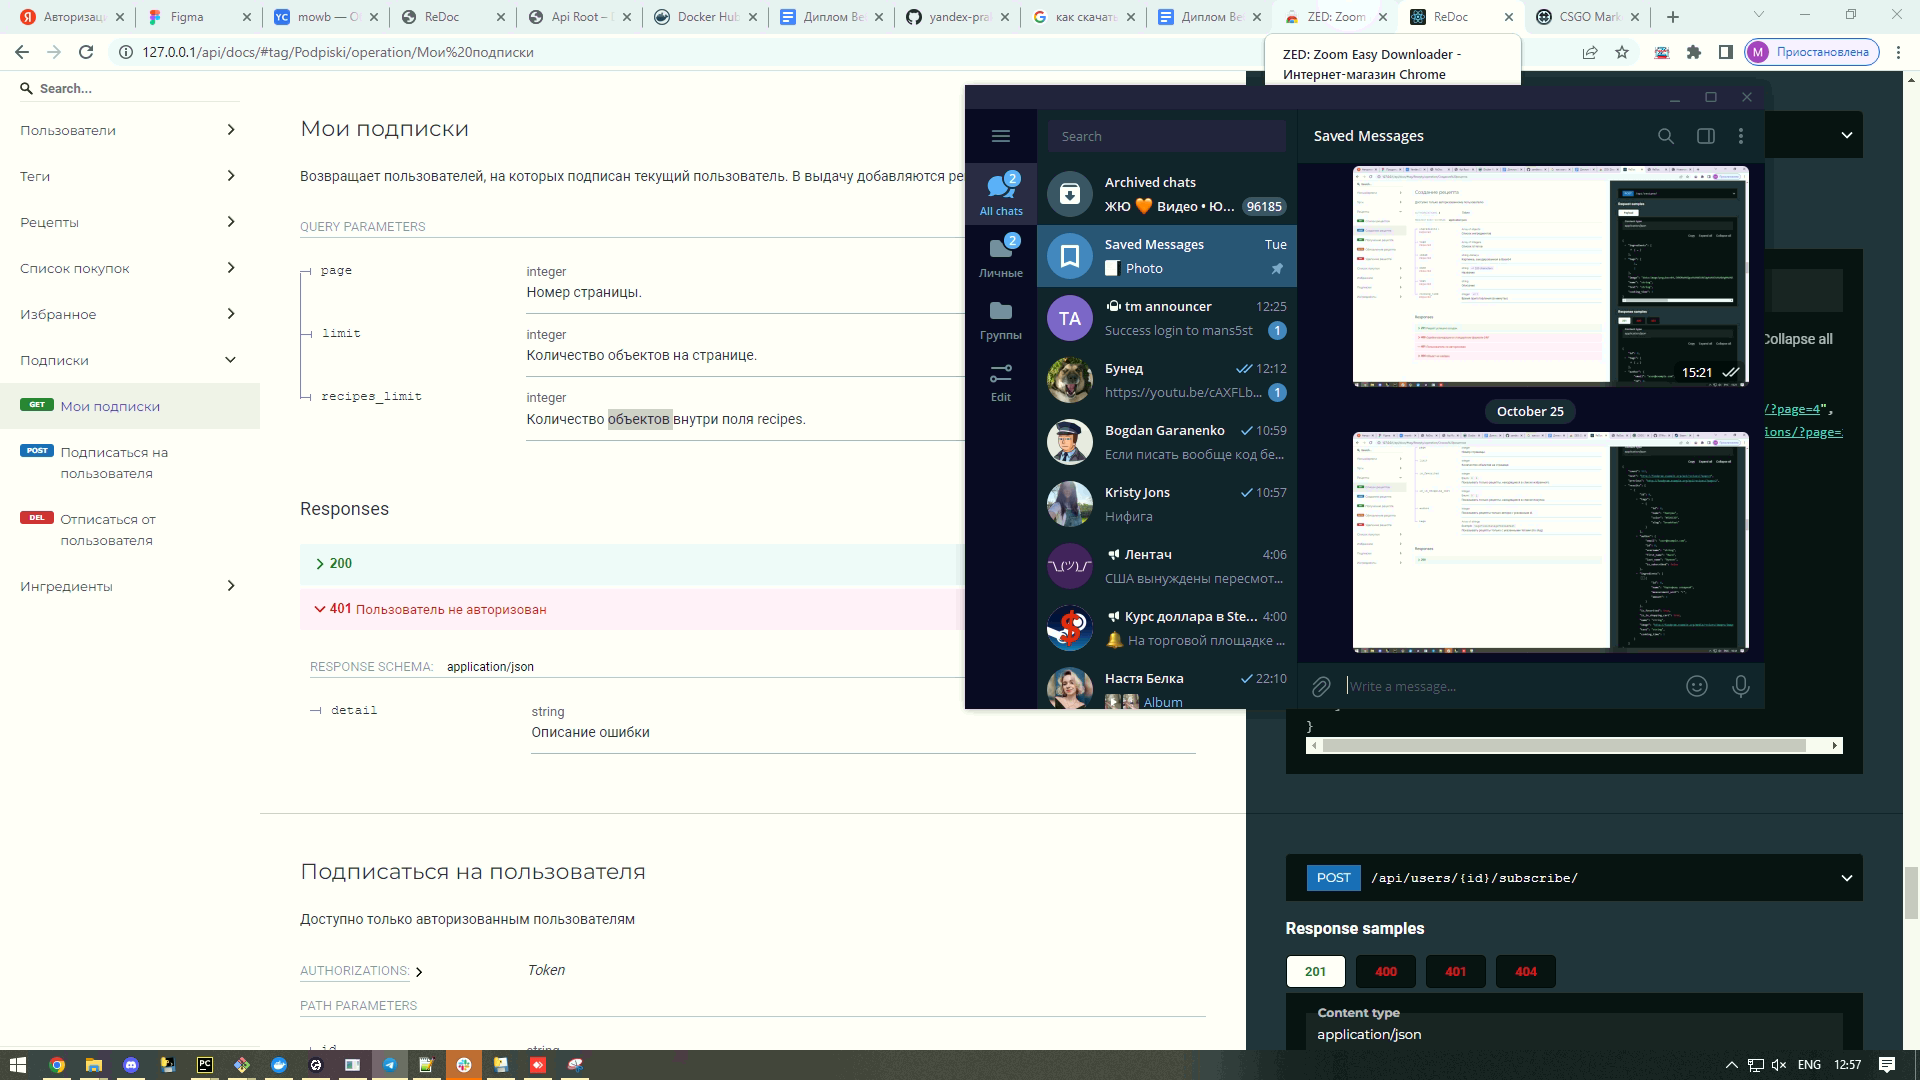 Авторизац
Figma
mowb — О
ReDoc
Api Root –
Docker Hub
Диплом Ве
yandex-pra
как скачать
Диплом Ве
ZED: Zoom
ReDoc
CSGO Mark
127.0.0.1/api/docs/#tag/Podpiski/operation/Мои%20подписки
M Приостановлена
ZED: Zoom Easy Downloader -
Интернет-магазин Chrome
Search...
Пользователи
Теги
Рецепты
Список покупок
Избранное
Подписки
GET Мои подписки
POST Подписаться на
пользователя
DEL Отписаться от
пользователя
Ингредиенты
Мои подписки
Возвращает пользователей, на которых подписан текущий пользователь. В выдачу добавляются
QUERY PARAMETERS
page
integer
Номер страницы.
limit
integer
Количество объектов на странице.
recipes_limit
integer
Количество объектов внутри поля recipes.
Responses
200
401 Пользователь не авторизован
RESPONSE SCHEMA: application/json
detail
string
Описание ошибки
Подписаться на пользователя
Доступно только авторизованным пользователям
AUTHORIZATIONS: Token
PATH PARAMETERS
id
string
2
All chats
2
Личные
Группы
Edit
Search
Archived chats
ЖЮ 🧡 Видео • Ю... 96185
Saved Messages Tue
Photo
TA
tm announcer 12:25
Success login to mans5st 1
Бунед 12:12
https://youtu.be/cAXFLb... 1
Bogdan Garanenko 10:59
Если писать вообще код бе...
Kristy Jons 10:57
Нифига
¯\_(ツ)_/¯
Лентач 4:06
США вынуждены пересмот...
Курс доллара в Ste... 4:00
🔔 На торговой площадке ...
Настя Белка 22:10
Album
Saved Messages
15:21
October 25
Write a message...
Collapse all
/?page=4",
ions/?page=
}
POST /api/users/{id}/subscribe/
Response samples
201 400 401 404
Content type
application/json
ENG 12:57